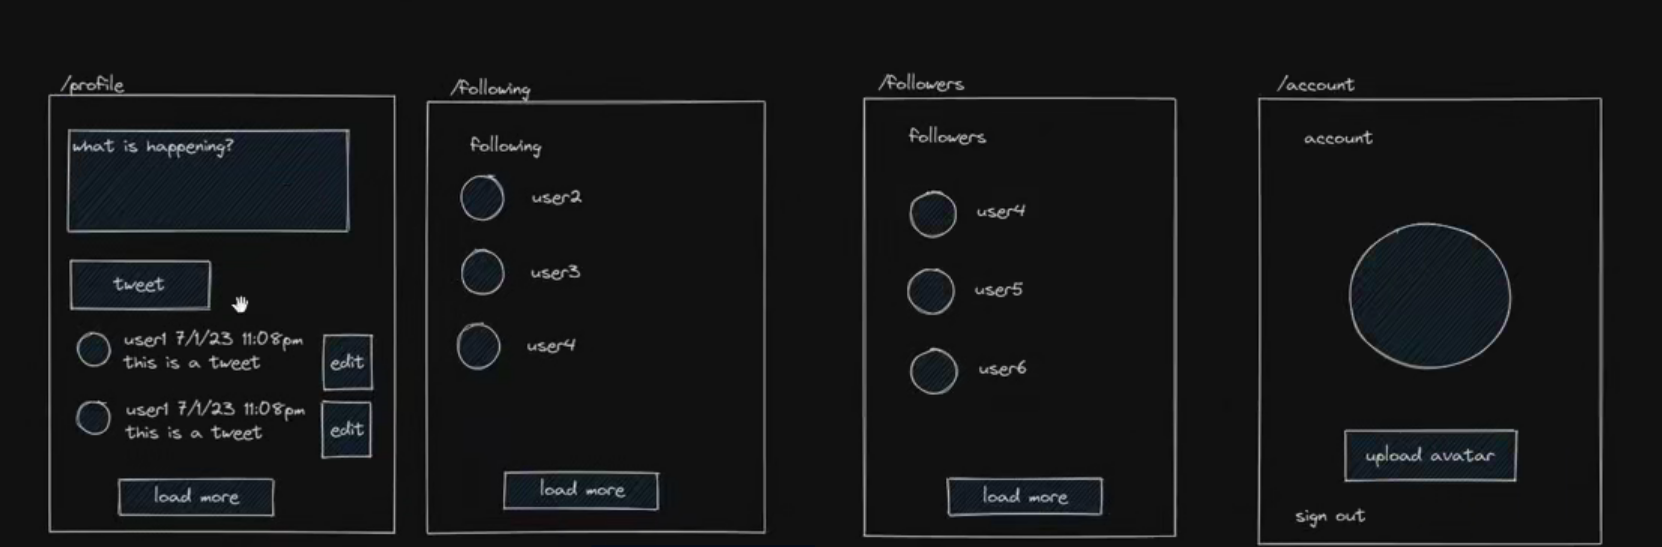 /profile
what is happening?
tweet
user1 7/1/23 11:08pm
this is a tweet
edit
user1 7/1/23 11:08pm
this is a tweet
edit
load more
/following
following
user2
user3
user4
load more
/followers
followers
user4
user5
user6
load more
/account
account
upload avatar
sign out